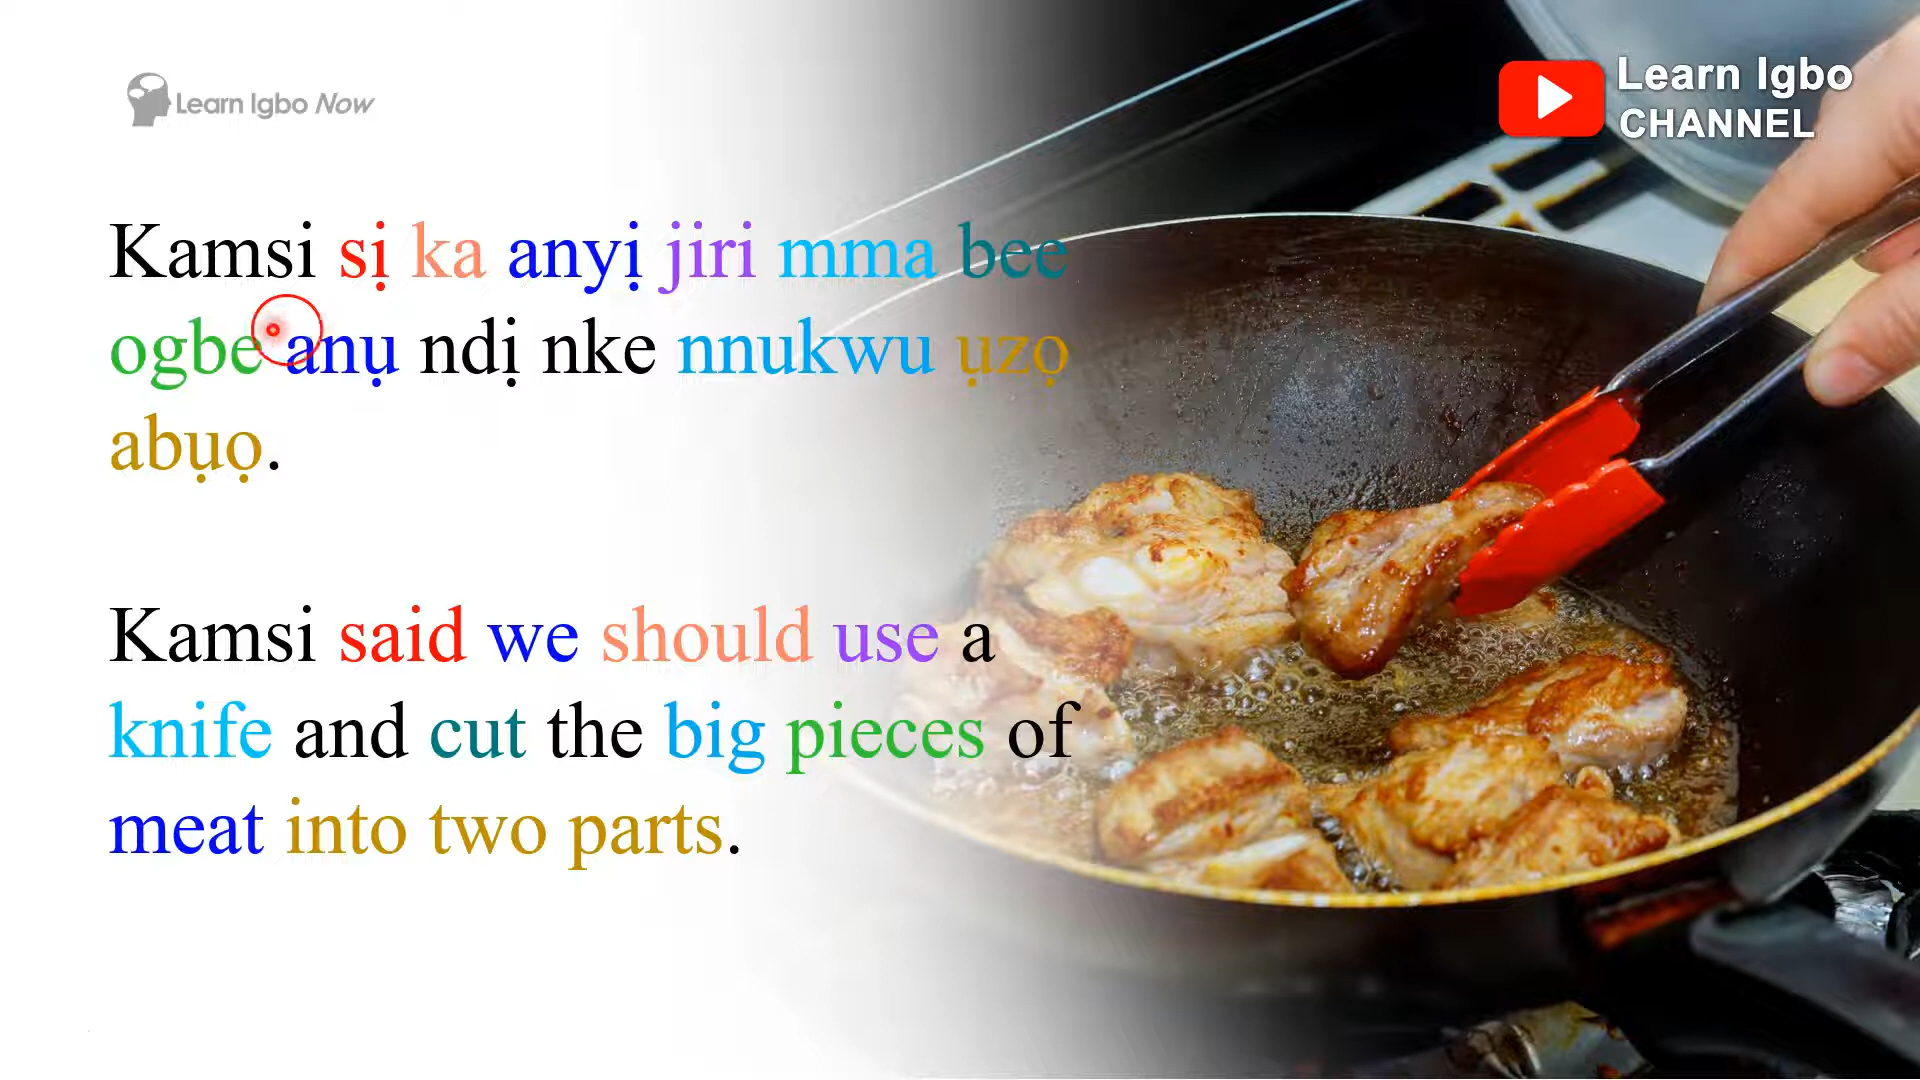 Learn Igbo Now
Learn Igbo
CHANNEL
Kamsi sị ka anyị jiri mma bee
ogbe anụ ndị nke nnukwu ụzọ
abụọ.
Kamsi said we should use a
knife and cut the big pieces of
meat into two parts.